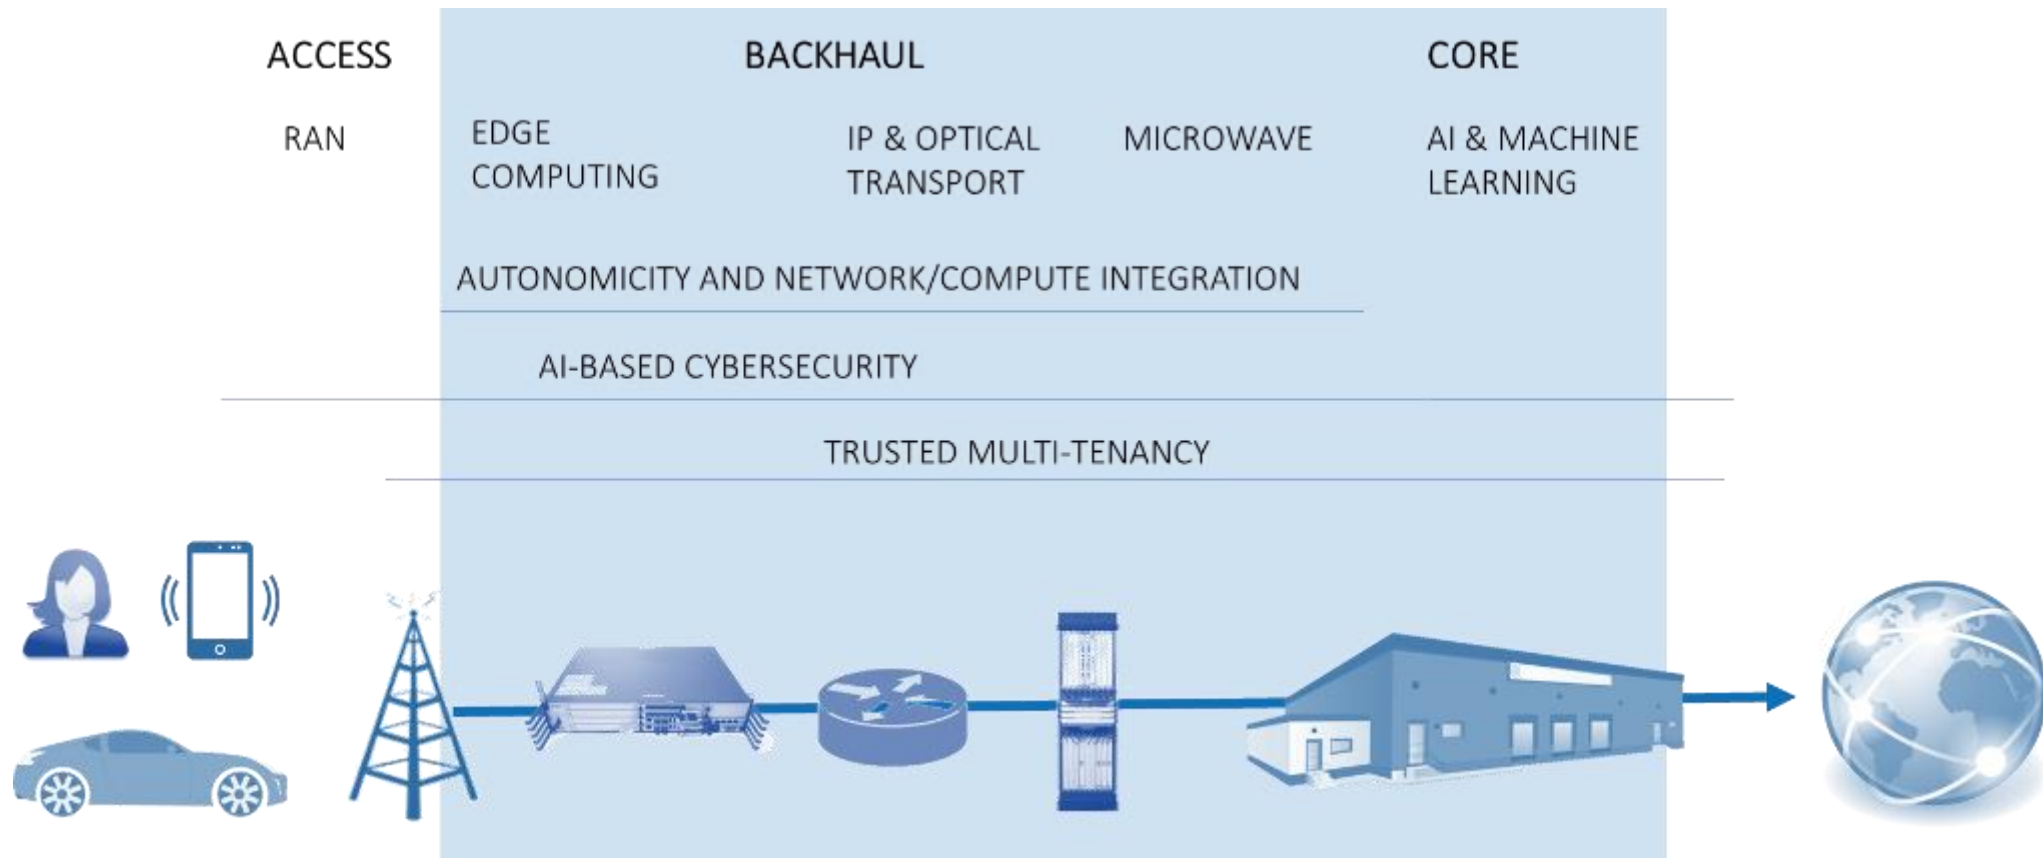 ACCESS
BACKHAUL
CORE
RAN
EDGE
COMPUTING
IP & OPTICAL
TRANSPORT
MICROWAVE
AI & MACHINE
LEARNING
AUTONOMICITY AND NETWORK/COMPUTE INTEGRATION
AI-BASED CYBERSECURITY
TRUSTED MULTI-TENANCY